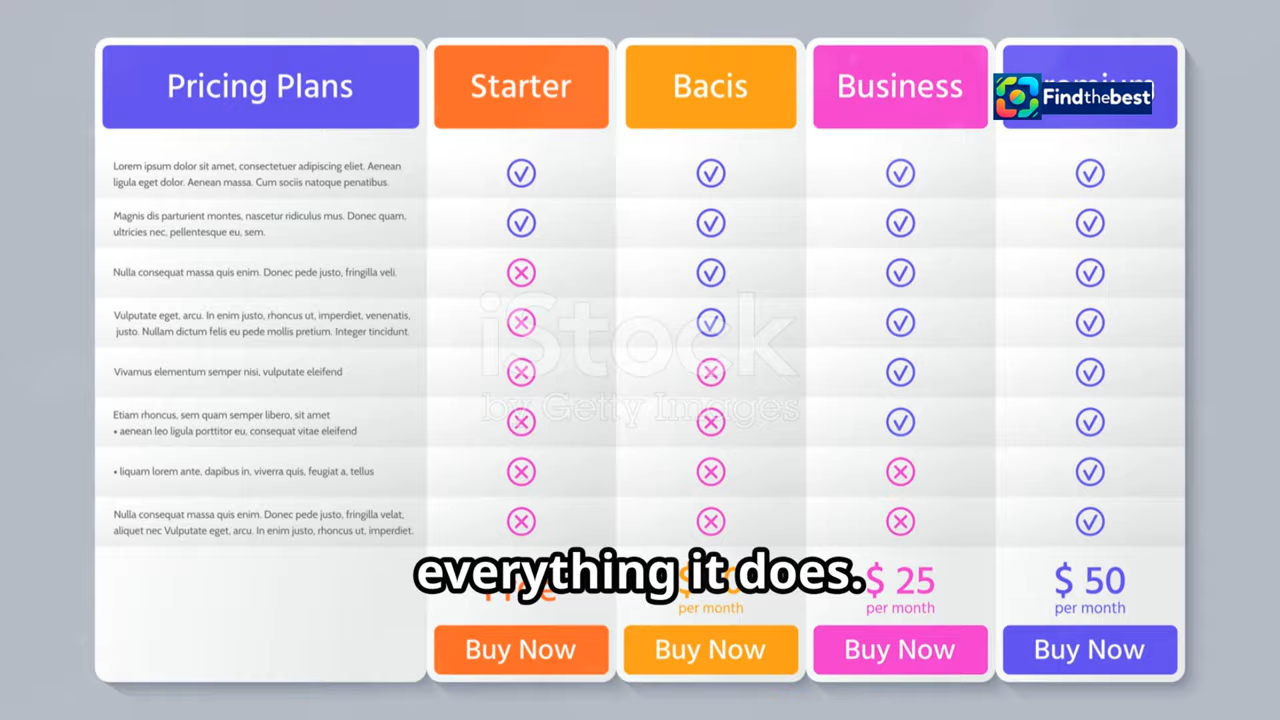 Pricing Plans
Starter
Bacis
Business
Findthebest
Lorem ipsum dolor sit amet, consectetuer adipiscing eliet. Aenean
ligula eget dolor. Aenean massa. Cum sociis natoque penatibus.
Magnis dis parturient montes, nascetur ridiculus mus. Donec quam,
ultricies nec, pellentesque eu, sem.
Nulla consequat massa quis enim. Donec pede justo, fringilla veli.
Vulputate eget, arcu. In enim justo, rhoncus ut, imperdiet, venenatis,
justo. Nullam dictum felis eu pede mollis pretium. Integer tincidunt.
iStock
by Getty Images
Vivamus elementum semper nisi, vulputate eleifend
Etiam rhoncus, sem quam semper libero, sit amet
• aenean leo ligula porttitor eu, consequat vitae eleifend
• liquam lorem ante, dapibus in, viverra quis, feugiat a, tellus
Nulla consequat massa quis enim. Donec pede justo, fringilla velat,
aliquet nec Vulputate eget, arcu. In enim justo, rhoncus ut, imperdiet.
everything it does.
$ 25
$ 50
per month
per month
per month
Buy Now
Buy Now
Buy Now
Buy Now